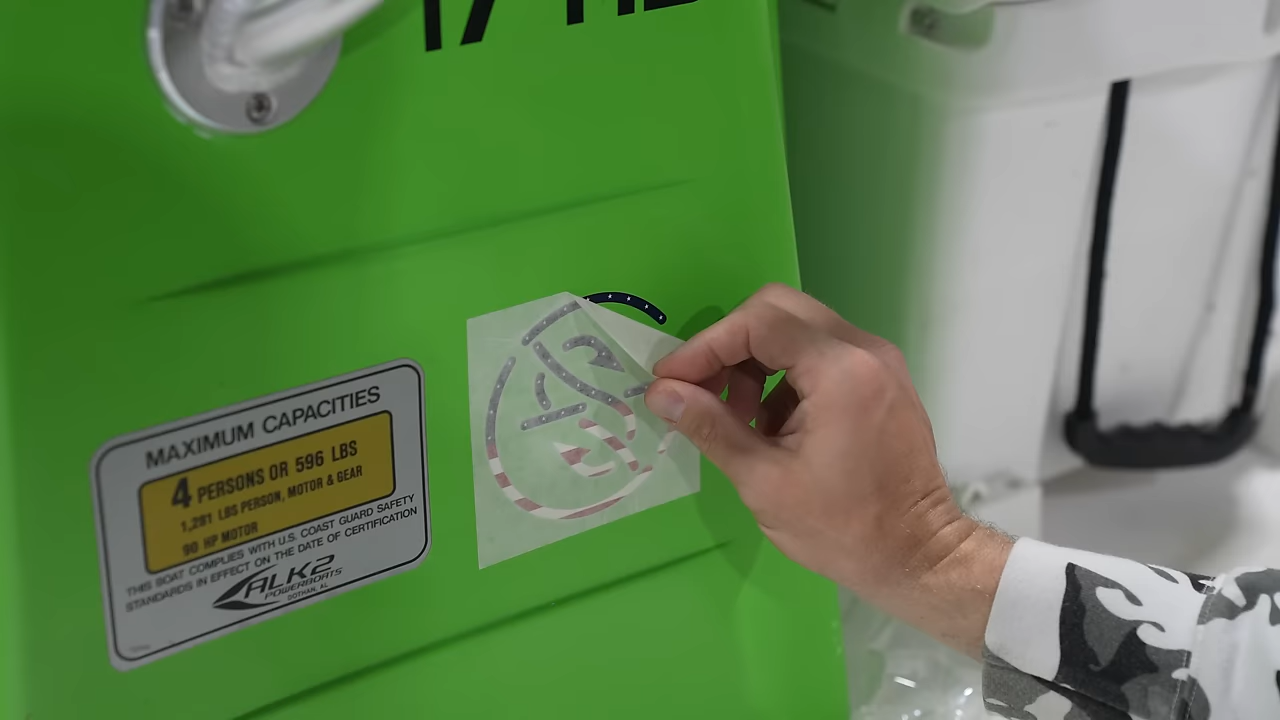 17 HD
MAXIMUM CAPACITIES
4 PERSONS OR 596 LBS
1,281 LBS PERSON, MOTOR & GEAR
90 HP MOTOR
THIS BOAT COMPLIES WITH U.S. COAST GUARD SAFETY
STANDARDS IN EFFECT ON THE DATE OF CERTIFICATION
ALK2
POWERBOATS
DOTHAN, AL